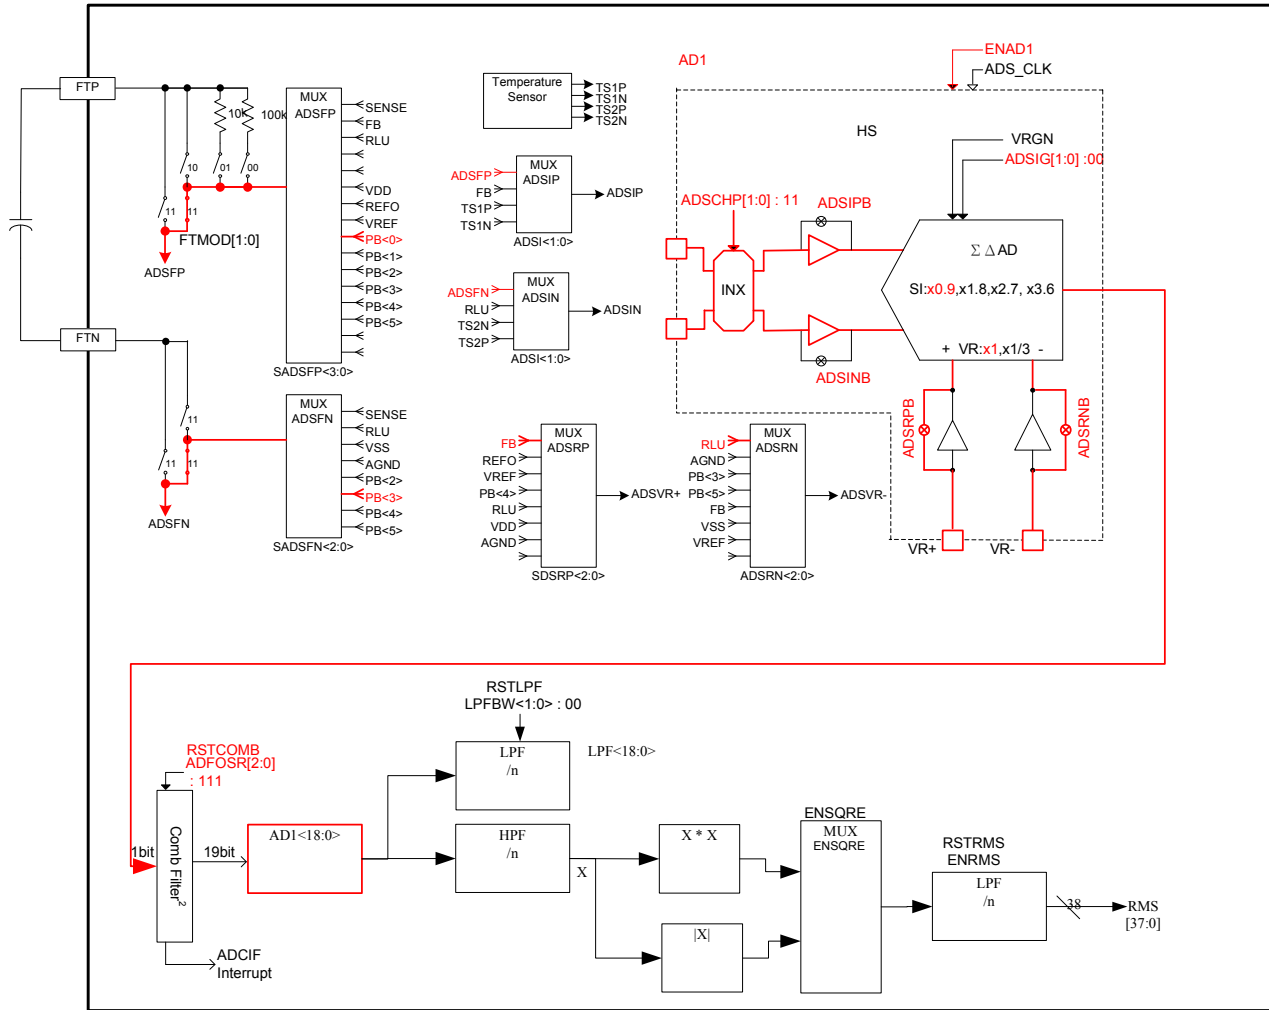 FTP
10k
100k
10
01
00
11
11
FTMOD[1:0]
ADSFP
MUX
ADSFP
SENSE
FB
RLU
VDD
REFO
VREF
PB<0>
PB<1>
PB<2>
PB<3>
PB<4>
PB<5>
SADSFP<3:0>
FTN
11
11
11
ADSFN
MUX
ADSFN
SENSE
RLU
VSS
AGND
PB<2>
PB<3>
PB<4>
PB<5>
SADSFN<2:0>
Temperature
Sensor
TS1P
TS1N
TS2P
TS2N
MUX
ADSIP
ADSFP
FB
TS1P
TS1N
ADSIP
ADSI<1:0>
MUX
ADSIN
ADSFN
RLU
TS2N
TS2P
ADSIN
ADSI<1:0>
MUX
ADSRP
FB
REFO
VREF
PB<4>
RLU
VDD
AGND
ADSVR+
SDSRP<2:0>
MUX
ADSRN
RLU
AGND
PB<3>
PB<5>
FB
VSS
VREF
ADSVR-
ADSRN<2:0>
AD1
ENAD1
ADS_CLK
HS
VRGN
ADSIG[1:0] :00
ADSCHP[1:0] : 11
INX
ADSIPB
ADSINB
Σ Δ AD
SI:x0.9,x1.8,x2.7, x3.6
+ VR:x1,x1/3 -
ADSRPB
ADSRNB
VR+
VR-
RSTCOMB
ADFOSR[2:0]
: 111
1bit
Comb Filter2
19bit
ADCIF
Interrupt
AD1<18:0>
RSTLPF
LPFBW<1:0> : 00
LPF
/n
LPF<18:0>
HPF
/n
X
X * X
|X|
ENSQRE
MUX
ENSQRE
RSTRMS
ENRMS
LPF
/n
38
RMS
[37:0]